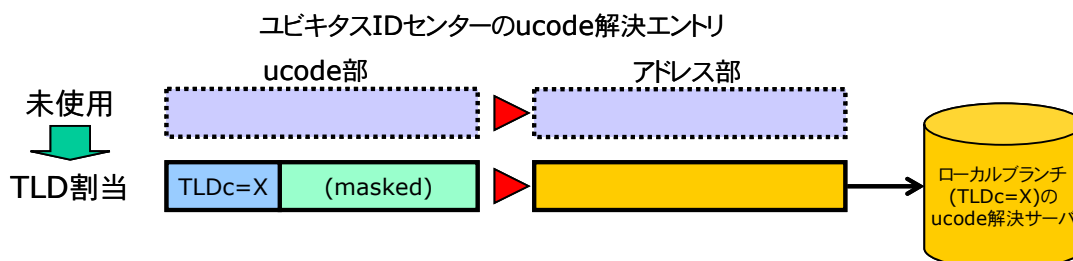 ユビキタスIDセンターのucode解決エントリ
ucode部
アドレス部
未使用
TLD割当
TLDc=X
(masked)
ローカルブランチ
(TLDc=X)の
ucode解決サーバ